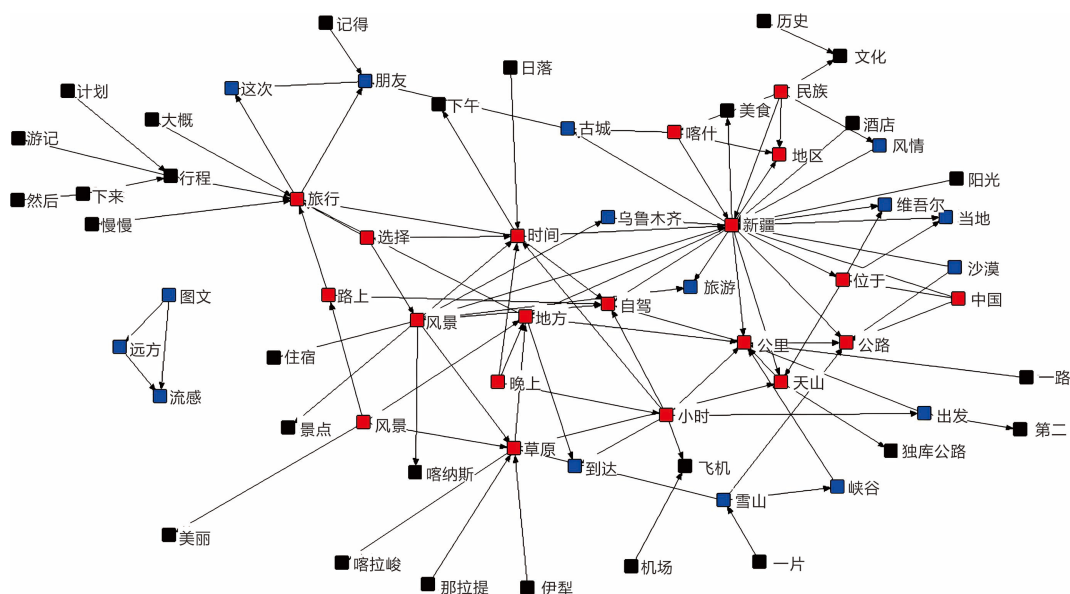 历史
记得
文化
日落
朋友
这次
计划
民族
下午
美食
大概
酒店
古城
喀什
游记
风情
地区
行程
阳光
下来
然后
旅行
维吾尔
乌鲁木齐
当地
慢慢
新疆
选择
时间
沙漠
位于
旅游
图文
路上
中国
自驾
地方
风景
公里
公路
远方
住宿
一路
天山
晚上
流感
小时
出发
风景
景点
第二
草原
独库公路
到达
飞机
喀纳斯
峡谷
雪山
美丽
喀拉峻
一片
机场
那拉提
伊犁